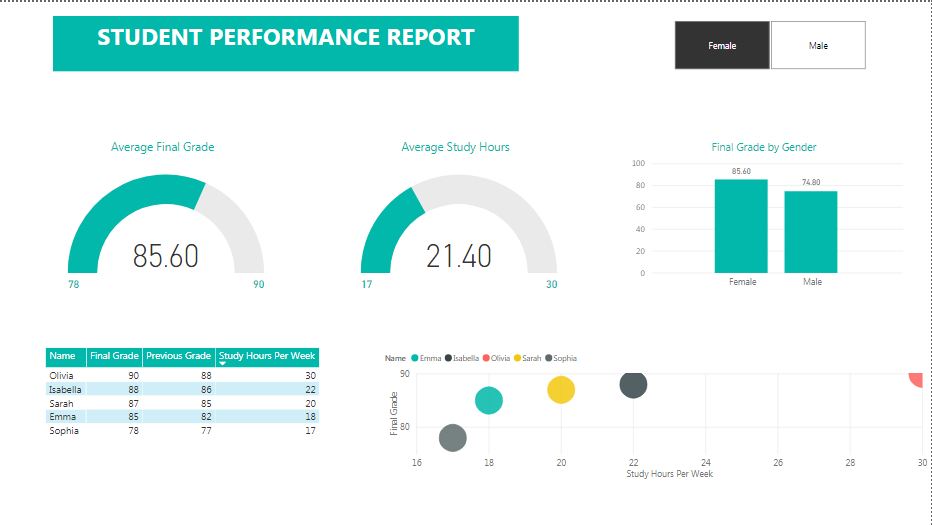 STUDENT PERFORMANCE REPORT
Female Male
Average Final Grade
85.60
78 90
Average Study Hours
21.40
17 30
Final Grade by Gender
100
80
60
40
20
0
85.60
74.80
Female Male
Name Final Grade Previous Grade Study Hours Per Week
Olivia 90 88 30
Isabella 88 86 22
Sarah 87 85 20
Emma 85 82 18
Sophia 78 77 17
Name Emma Isabella Olivia Sarah Sophia
Final Grade
90
80
16 18 20 22 24 26 28 30
Study Hours Per Week